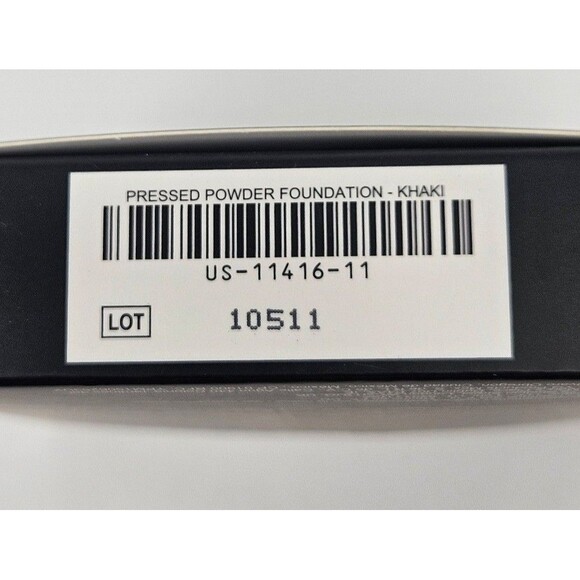 PRESSED POWDER FOUNDATION - KHAKI
US-11416-11
LOT 10511